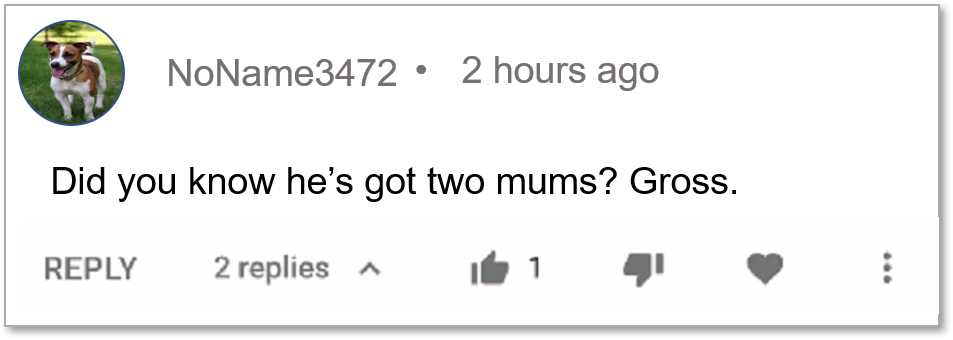 NoName3472 • 2 hours ago
Did you know he’s got two mums? Gross.
REPLY 2 replies 1